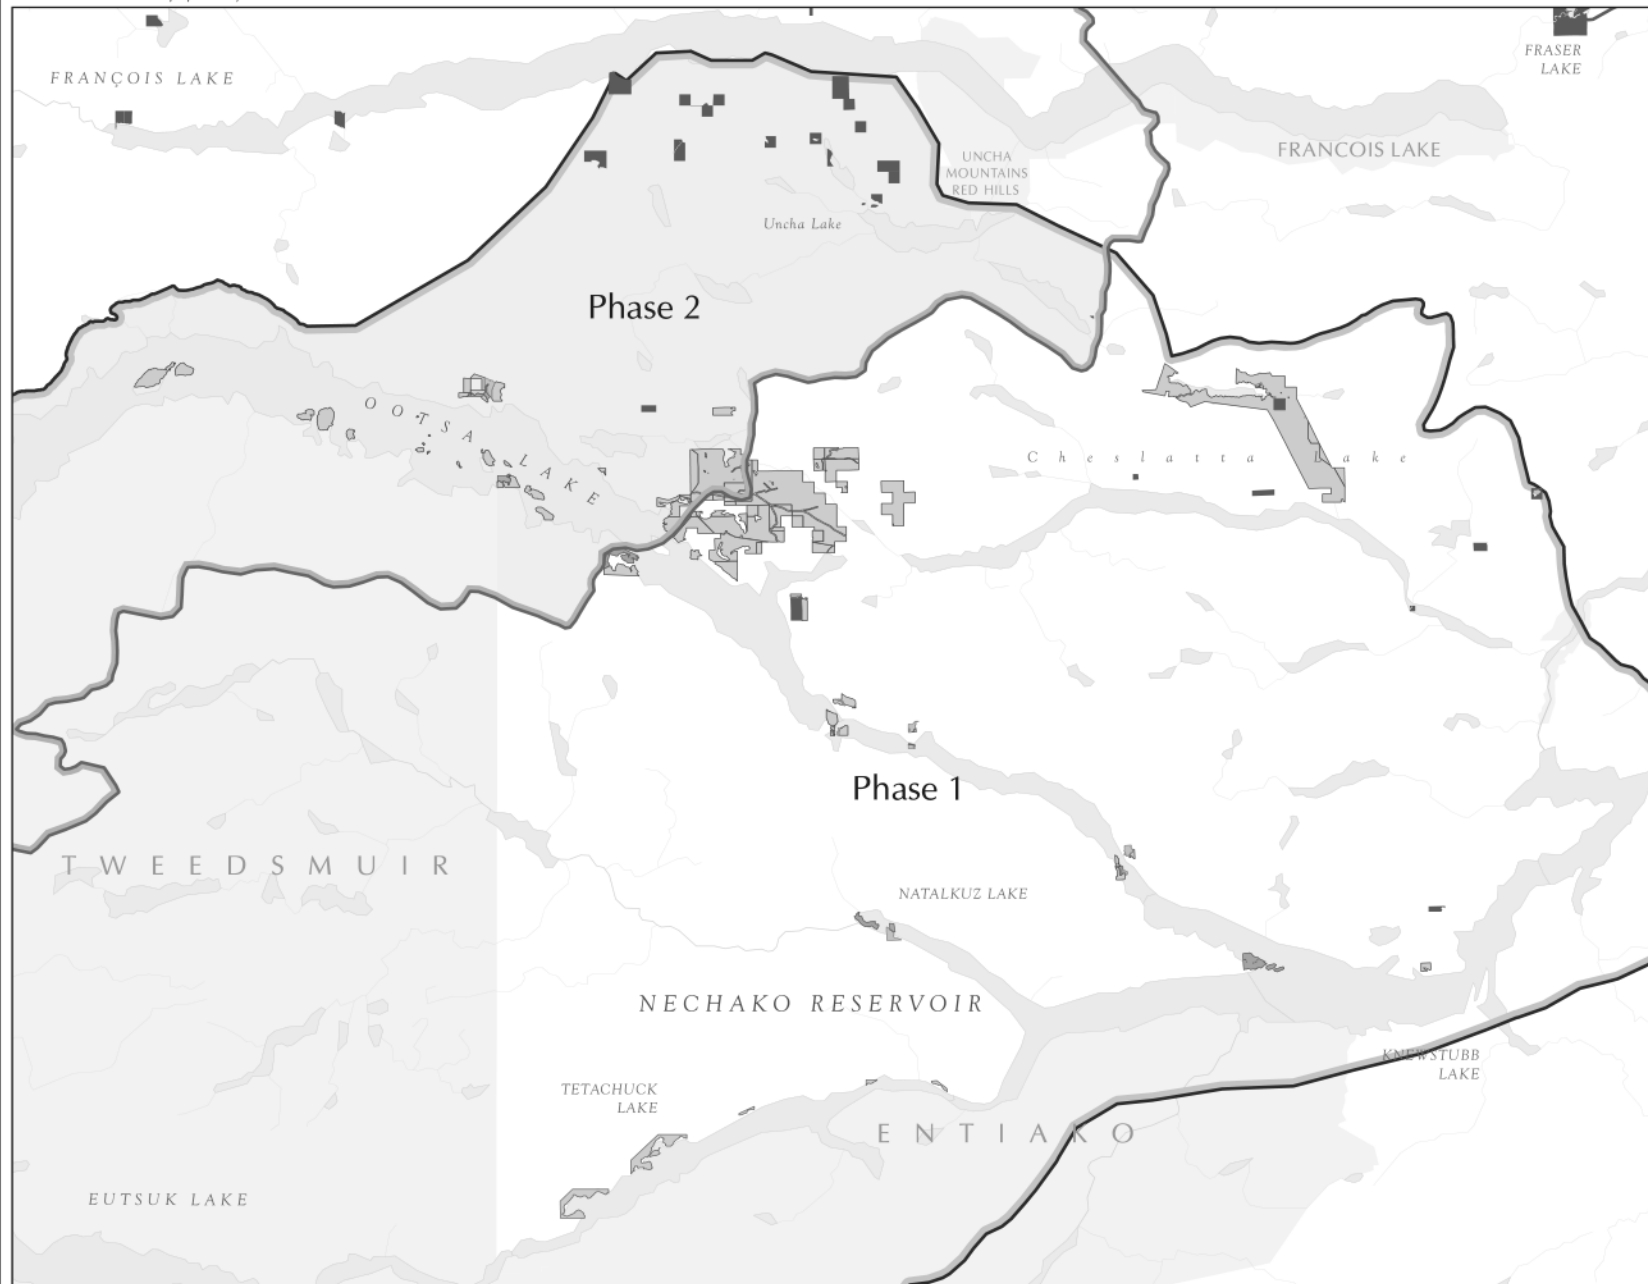 FRANÇOIS LAKE
FRASER
LAKE
FRANCOIS LAKE
UNCHA
MOUNTAINS
RED HILLS
Uncha Lake
Phase 2
OOTSA LAKE
Cheslatta Lake
Phase 1
TWEEDSMUIR
NATALKUZ LAKE
NECHAKO RESERVOIR
KNEWSTUBB
LAKE
TETACHUCK
LAKE
ENTIAKO
EUTSUK LAKE